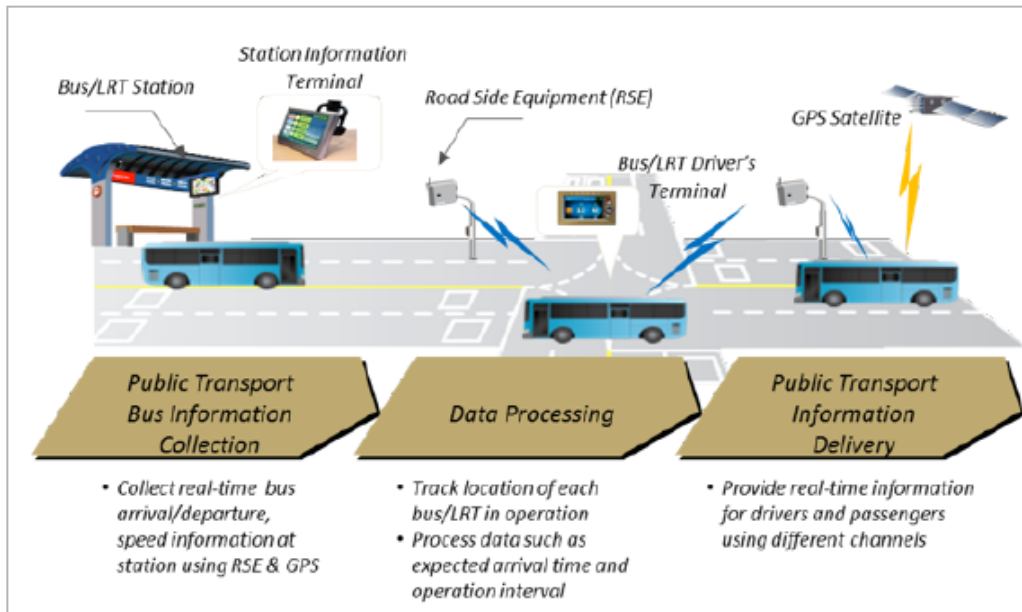 Station Information
Terminal
Bus/LRT Station
Road Side Equipment (RSE)
GPS Satellite
Bus/LRT Driver's
Terminal
Public Transport
Bus Information
Collection
Data Processing
Public Transport
Information
Delivery
• Collect real-time bus
arrival/departure,
speed information at
station using RSE & GPS
• Track location of each
bus/LRT in operation
• Process data such as
expected arrival time and
operation interval
• Provide real-time information
for drivers and passengers
using different channels